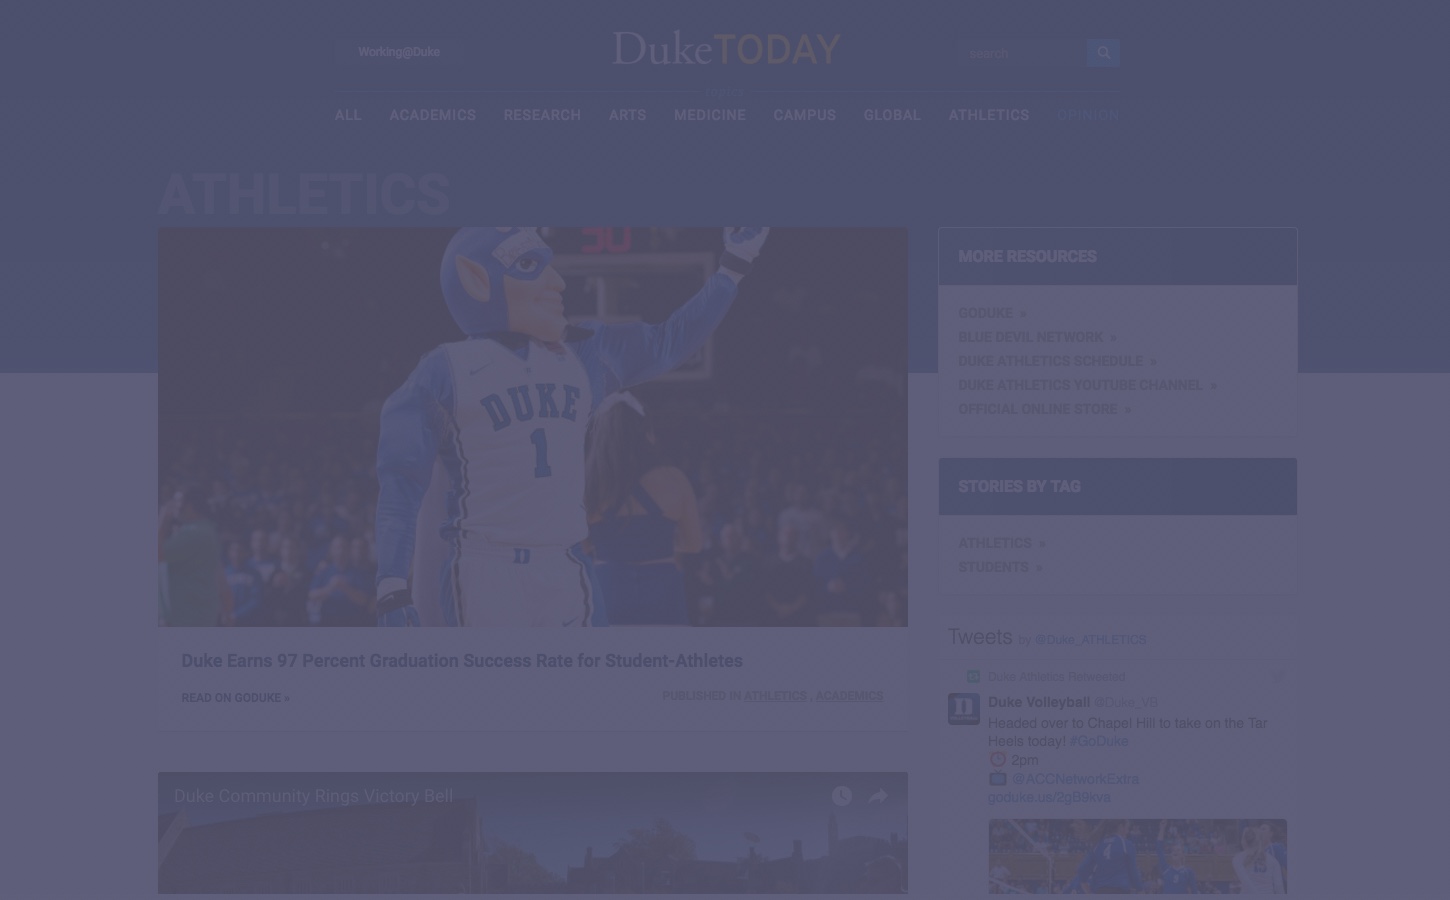 Working@Duke
DukeTODAY
search
ALL ACADEMICS RESEARCH ARTS MEDICINE CAMPUS GLOBAL ATHLETICS OPINION
ATHLETICS
30
DUKE
1
D
Duke Earns 97 Percent Graduation Success Rate for Student-Athletes
READ ON GODUKE »
PUBLISHED IN ATHLETICS , ACADEMICS
Duke Community Rings Victory Bell
MORE RESOURCES
GODUKE »
BLUE DEVIL NETWORK »
DUKE ATHLETICS SCHEDULE »
DUKE ATHLETICS YOUTUBE CHANNEL »
OFFICIAL ONLINE STORE »
STORIES BY TAG
ATHLETICS »
STUDENTS »
Tweets by @Duke_ATHLETICS
Duke Athletics Retweeted
D
Duke Volleyball @Duke_VB
Headed over to Chapel Hill to take on the Tar
Heels today! #GoDuke
2pm
@ACCNetworkExtra
goduke.us/2gB9kva